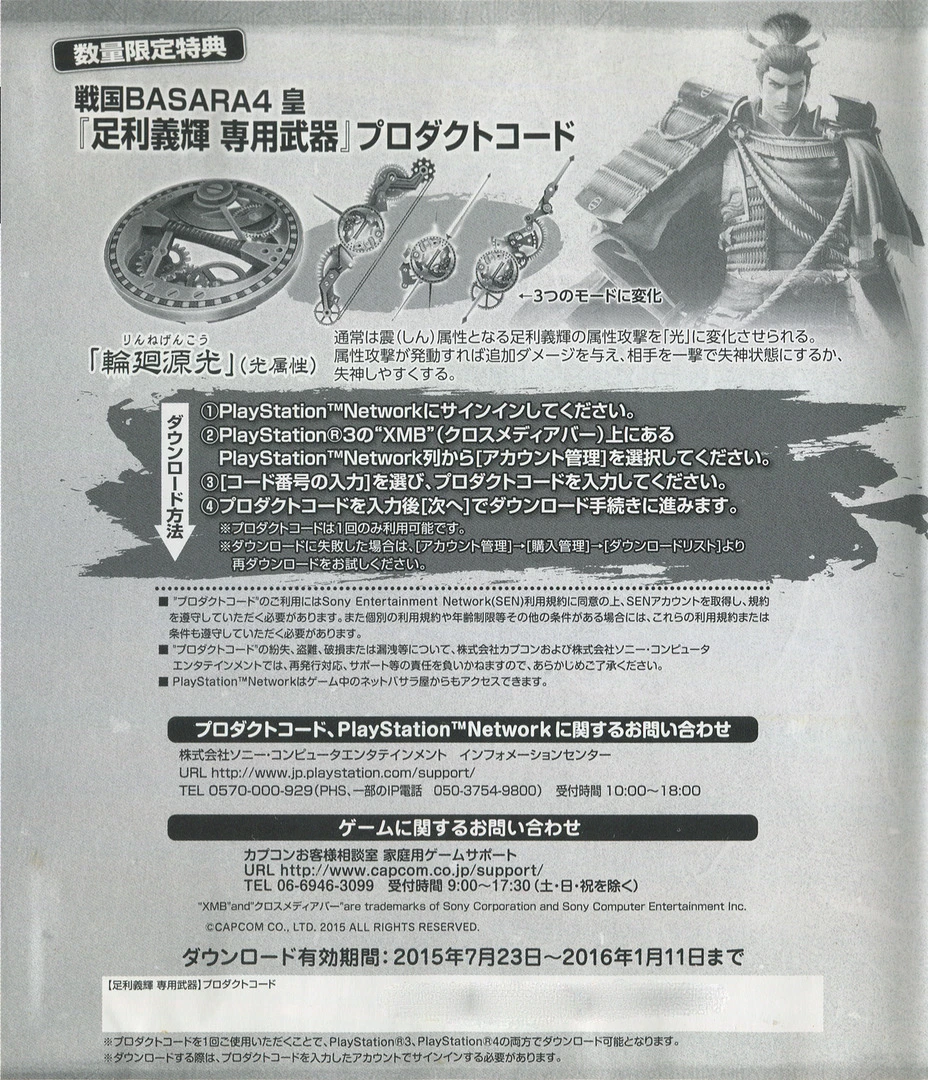 数量限定特典
戦国BASARA4 皇
『足利義輝 専用武器』プロダクトコード
←3つのモードに変化
りんねげんこう
「輪廻源光」(光属性)
通常は震(しん)属性となる足利義輝の属性攻撃を「光」に変化させられる。
属性攻撃が発動すれば追加ダメージを与え、相手を一撃で失神状態にするか、
失神しやすくする。
ダウンロード方法
①PlayStation™Networkにサインインしてください。
②PlayStation®3の"XMB"(クロスメディアバー)上にある
PlayStation™Network列から[アカウント管理]を選択してください。
③[コード番号の入力]を選び、プロダクトコードを入力してください。
④プロダクトコードを入力後[次へ]でダウンロード手続きに進みます。
※プロダクトコードは1回のみ利用可能です。
※ダウンロードに失敗した場合は、[アカウント管理]→[購入管理]→[ダウンロードリスト]より
再ダウンロードをお試しください。
■ "プロダクトコード"のご利用にはSony Entertainment Network(SEN)利用規約に同意の上、SENアカウントを取得し、規約
を遵守していただく必要があります。また個別の利用規約や年齢制限等その他の条件がある場合には、これらの利用規約または
条件も遵守していただく必要があります。
■ "プロダクトコード"の紛失、盗難、破損または漏洩等について、株式会社カプコンおよび株式会社ソニー・コンピュータ
エンタテインメントでは、再発行対応、サポート等の責任を負いかねますので、あらかじめご了承ください。
■ PlayStation™Networkはゲーム中のネットバサラ屋からもアクセスできます。
プロダクトコード、PlayStation™Networkに関するお問い合わせ
株式会社ソニー・コンピュータエンタテインメント インフォメーションセンター
URL http://www.jp.playstation.com/support/
TEL 0570-000-929(PHS、一部のIP電話 050-3754-9800) 受付時間 10:00～18:00
ゲームに関するお問い合わせ
カプコンお客様相談室 家庭用ゲームサポート
URL http://www.capcom.co.jp/support/
TEL 06-6946-3099 受付時間 9:00～17:30(土・日・祝を除く)
"XMB"and"クロスメディアバー"are trademarks of Sony Corporation and Sony Computer Entertainment Inc.
©CAPCOM CO., LTD. 2015 ALL RIGHTS RESERVED.
ダウンロード有効期間：2015年7月23日～2016年1月11日まで
【足利義輝 専用武器】プロダクトコード
※プロダクトコードを1回ご使用いただくことで、PlayStation®3、PlayStation®4の両方でダウンロード可能となります。
※ダウンロードする際は、プロダクトコードを入力したアカウントでサインインする必要があります。